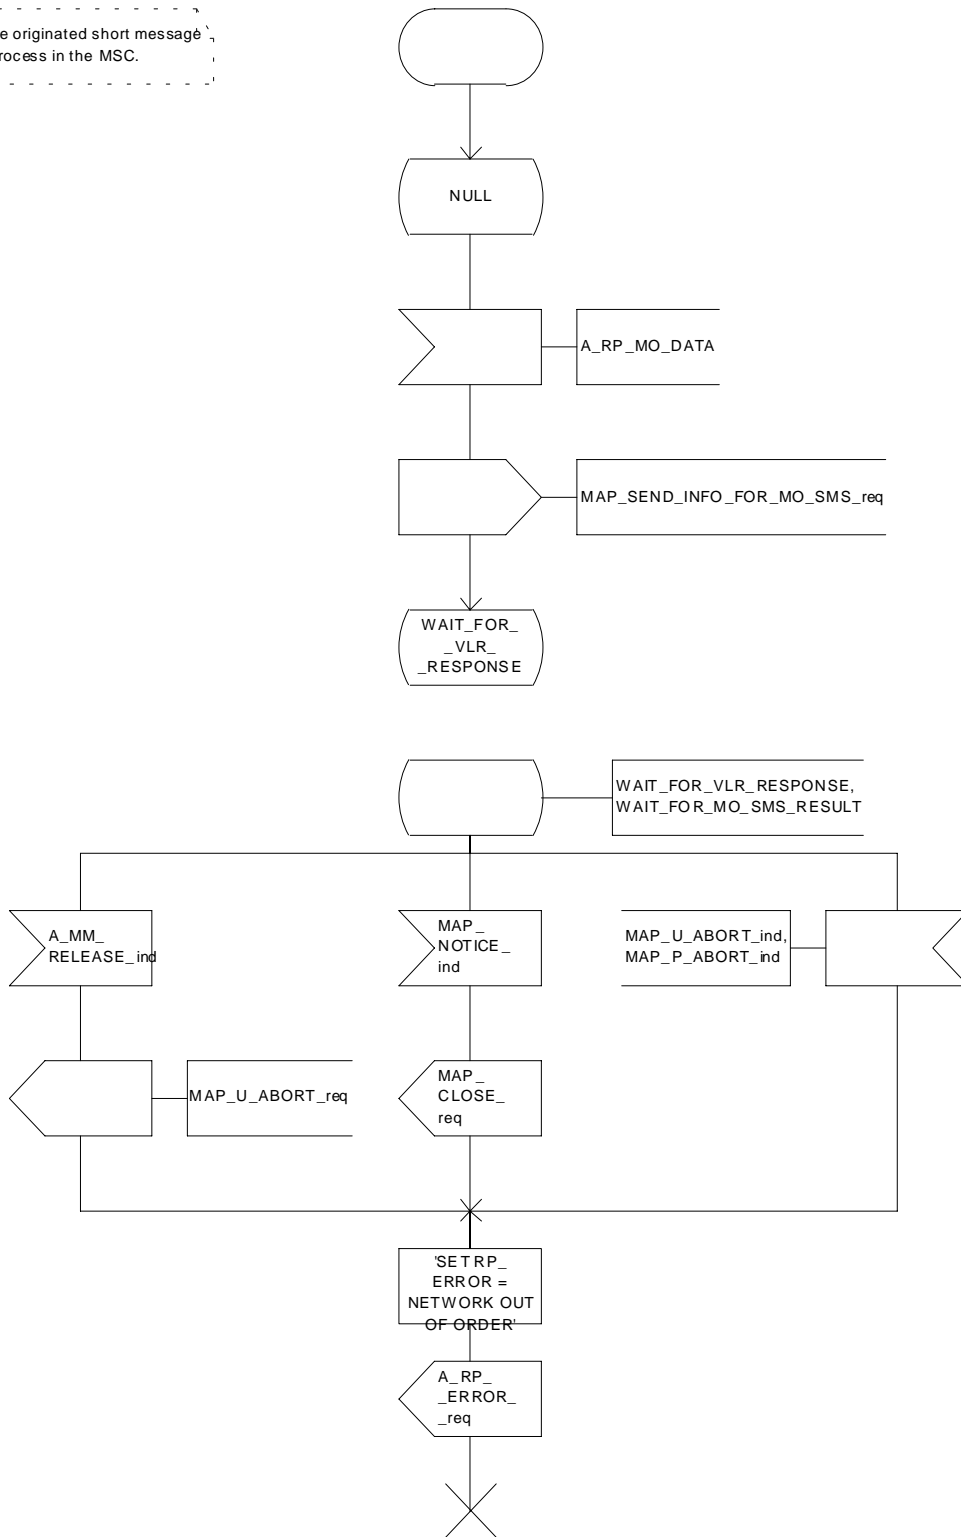 e originated short message
rocess in the MSC.
NULL
A_RP_MO_DATA
MAP_SEND_INFO_FOR_MO_SMS_req
WAIT_FOR_
_VLR_
_RESPONSE
WAIT_FOR_VLR_RESPONSE,
WAIT_FOR_MO_SMS_RESULT
A_MM_
RELEASE_ind
MAP_
NOTICE_
ind
MAP_U_ABORT_ind,
MAP_P_ABORT_ind
MAP_U_ABORT_req
MAP_
CLOSE_
req
'SET RP_
ERROR =
NETWORK OUT
OF ORDER'
A_RP_
_ERROR_
_req